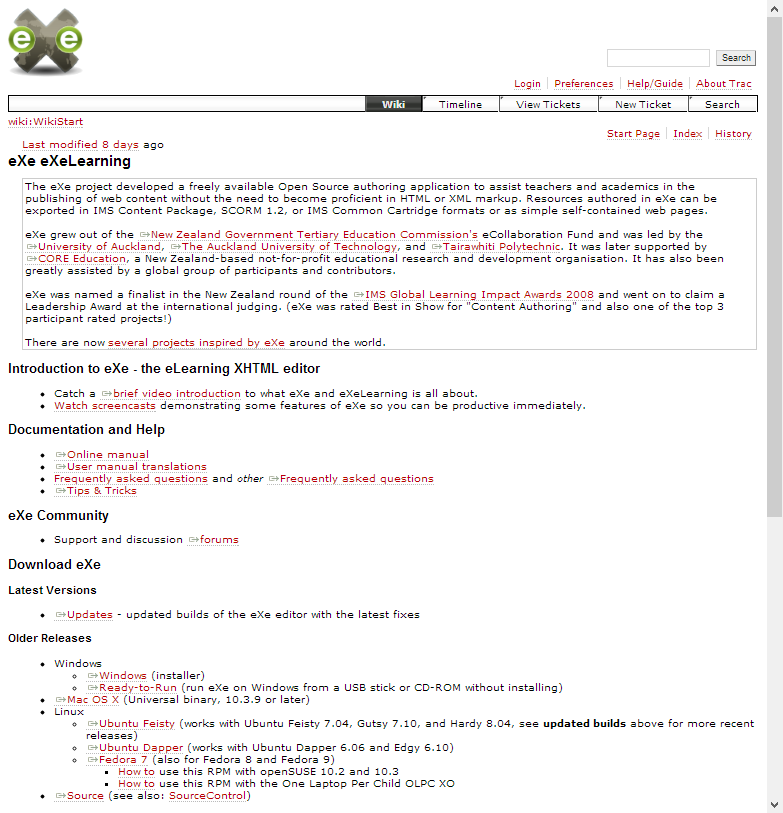 e e
Search
Login Preferences Help/Guide About Trac
Wiki Timeline View Tickets New Ticket Search
wiki:WikiStart
Start Page Index History
Last modified 8 days ago
eXe eXeLearning
The eXe project developed a freely available Open Source authoring application to assist teachers and academics in the
publishing of web content without the need to become proficient in HTML or XML markup. Resources authored in eXe can be
exported in IMS Content Package, SCORM 1.2, or IMS Common Cartridge formats or as simple self-contained web pages.
eXe grew out of the New Zealand Government Tertiary Education Commission's eCollaboration Fund and was led by the
University of Auckland, The Auckland University of Technology, and Tairawhiti Polytechnic. It was later supported by
CORE Education, a New Zealand-based not-for-profit educational research and development organisation. It has also been
greatly assisted by a global group of participants and contributors.
eXe was named a finalist in the New Zealand round of the IMS Global Learning Impact Awards 2008 and went on to claim a
Leadership Award at the international judging. (eXe was rated Best in Show for "Content Authoring" and also one of the top 3
participant rated projects!)
There are now several projects inspired by eXe around the world.
Introduction to eXe - the eLearning XHTML editor
• Catch a brief video introduction to what eXe and eXeLearning is all about.
• Watch screencasts demonstrating some features of eXe so you can be productive immediately.
Documentation and Help
• Online manual
• User manual translations
• Frequently asked questions and other Frequently asked questions
• Tips & Tricks
eXe Community
• Support and discussion forums
Download eXe
Latest Versions
• Updates - updated builds of the eXe editor with the latest fixes
Older Releases
• Windows
◦ Windows (installer)
◦ Ready-to-Run (run eXe on Windows from a USB stick or CD-ROM without installing)
• Mac OS X (Universal binary, 10.3.9 or later)
• Linux
◦ Ubuntu Feisty (works with Ubuntu Feisty 7.04, Gutsy 7.10, and Hardy 8.04, see updated builds above for more recent
releases)
◦ Ubuntu Dapper (works with Ubuntu Dapper 6.06 and Edgy 6.10)
◦ Fedora 7 (also for Fedora 8 and Fedora 9)
▪ How to use this RPM with openSUSE 10.2 and 10.3
▪ How to use this RPM with the One Laptop Per Child OLPC XO
• Source (see also: SourceControl)